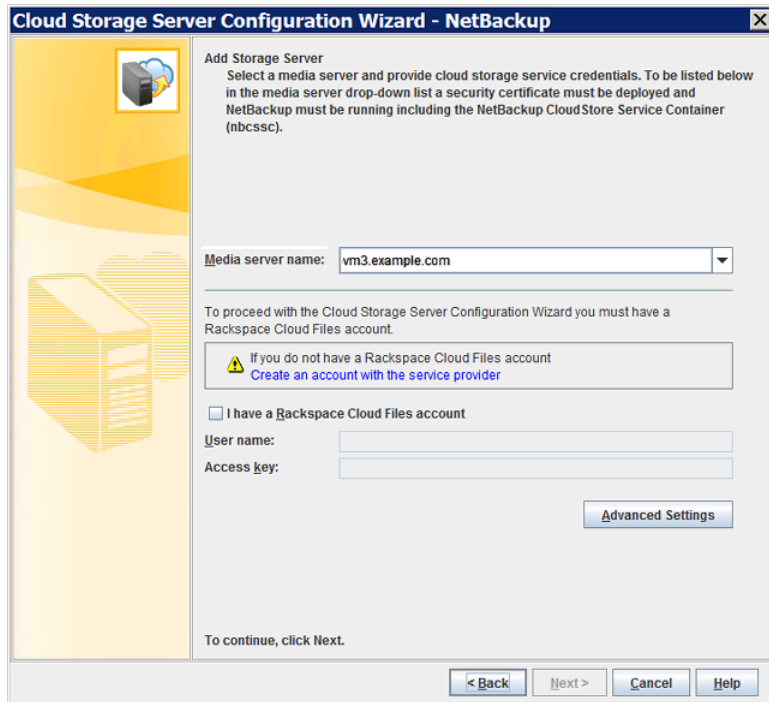 Cloud Storage Server Configuration Wizard - NetBackup
Add Storage Server
Select a media server and provide cloud storage service credentials. To be listed below
in the media server drop-down list a security certificate must be deployed and
NetBackup must be running including the NetBackup CloudStore Service Container
(nbcssc).
Media server name: vm3.example.com
To proceed with the Cloud Storage Server Configuration Wizard you must have a
Rackspace Cloud Files account.
If you do not have a Rackspace Cloud Files account
Create an account with the service provider
I have a Rackspace Cloud Files account
User name:
Access key:
Advanced Settings
To continue, click Next.
< Back Next > Cancel Help